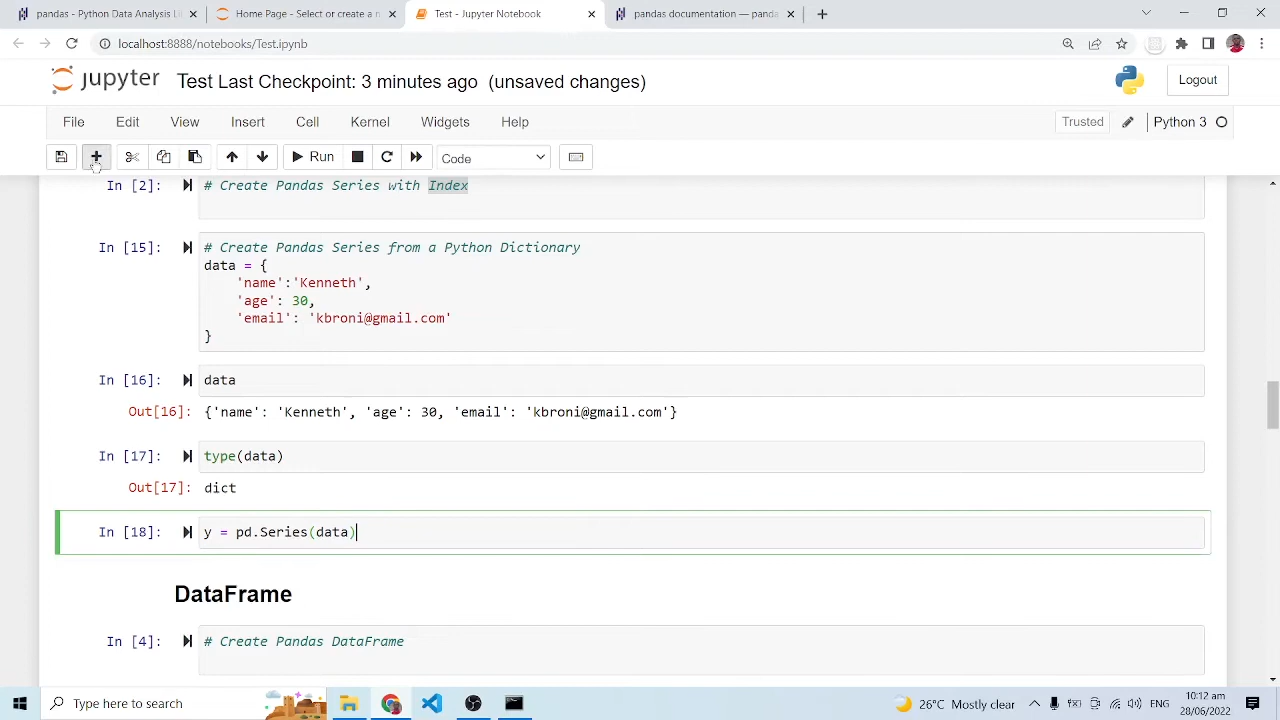 pandas - Python Data Analysis Li
Home Page - Select or create a n
Test - Jupyter Notebook
pandas documentation — panda
localhost:8888/notebooks/Test.ipynb
jupyter
Test Last Checkpoint: 3 minutes ago (unsaved changes)
Logout
File Edit View Insert Cell Kernel Widgets Help
Trusted
Python 3
Run
Code
In [2]: # Create Pandas Series with Index
In [15]: # Create Pandas Series from a Python Dictionary
data = {
'name':'Kenneth',
'age': 30,
'email': 'kbroni@gmail.com'
}
In [16]: data
Out[16]: {'name': 'Kenneth', 'age': 30, 'email': 'kbroni@gmail.com'}
In [17]: type(data)
Out[17]: dict
In [18]: y = pd.Series(data)
DataFrame
In [4]: # Create Pandas DataFrame
Type here to search
26°C Mostly clear
ENG
10:12 am
28/06/2022